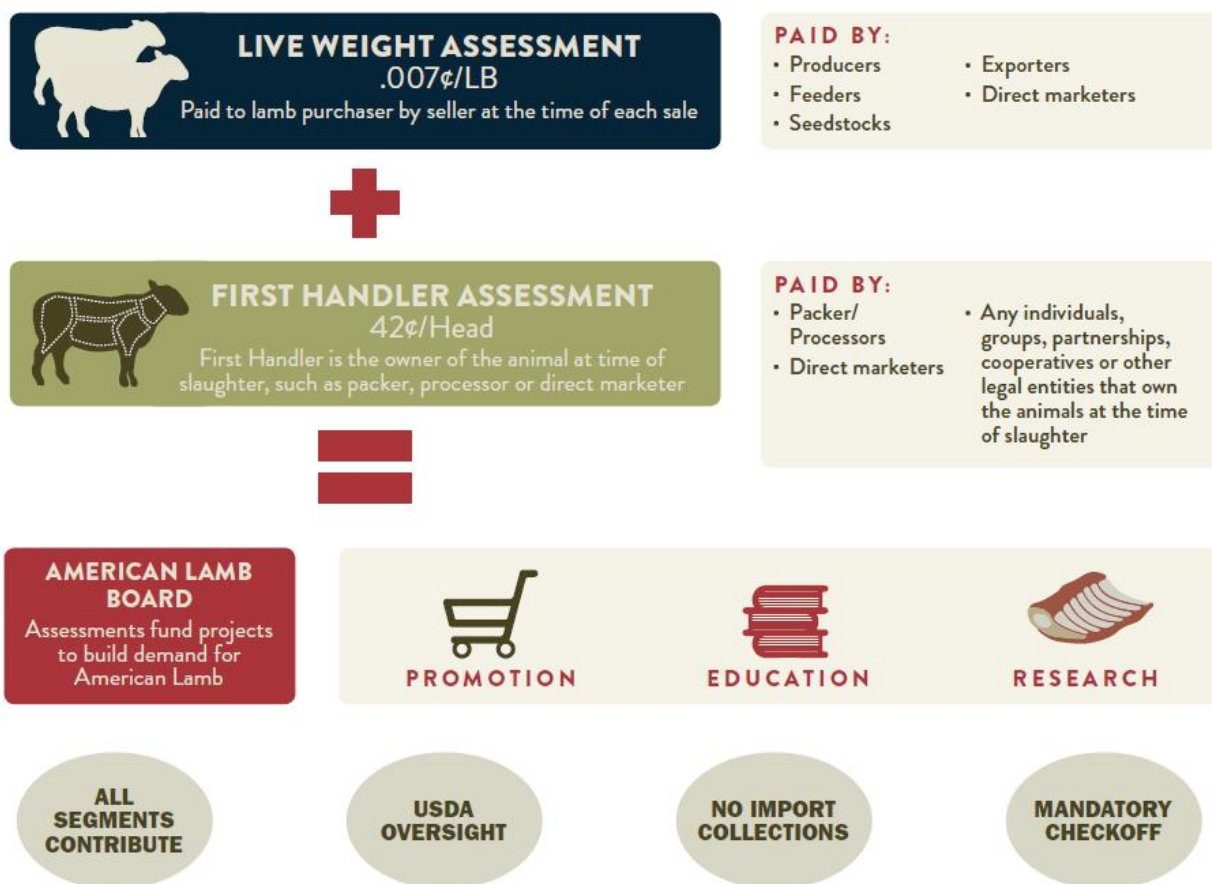 LIVE WEIGHT ASSESSMENT
.007¢/LB
Paid to lamb purchaser by seller at the time of each sale
PAID BY:
• Producers
• Feeders
• Seedstocks
• Exporters
• Direct marketers
FIRST HANDLER ASSESSMENT
42¢/Head
First Handler is the owner of the animal at time of
slaughter, such as packer, processor or direct marketer
PAID BY:
• Packer/
Processors
• Direct marketers
• Any individuals,
groups, partnerships,
cooperatives or other
legal entities that own
the animals at the time
of slaughter
AMERICAN LAMB
BOARD
Assessments fund projects
to build demand for
American Lamb
PROMOTION
EDUCATION
RESEARCH
ALL
SEGMENTS
CONTRIBUTE
USDA
OVERSIGHT
NO IMPORT
COLLECTIONS
MANDATORY
CHECKOFF